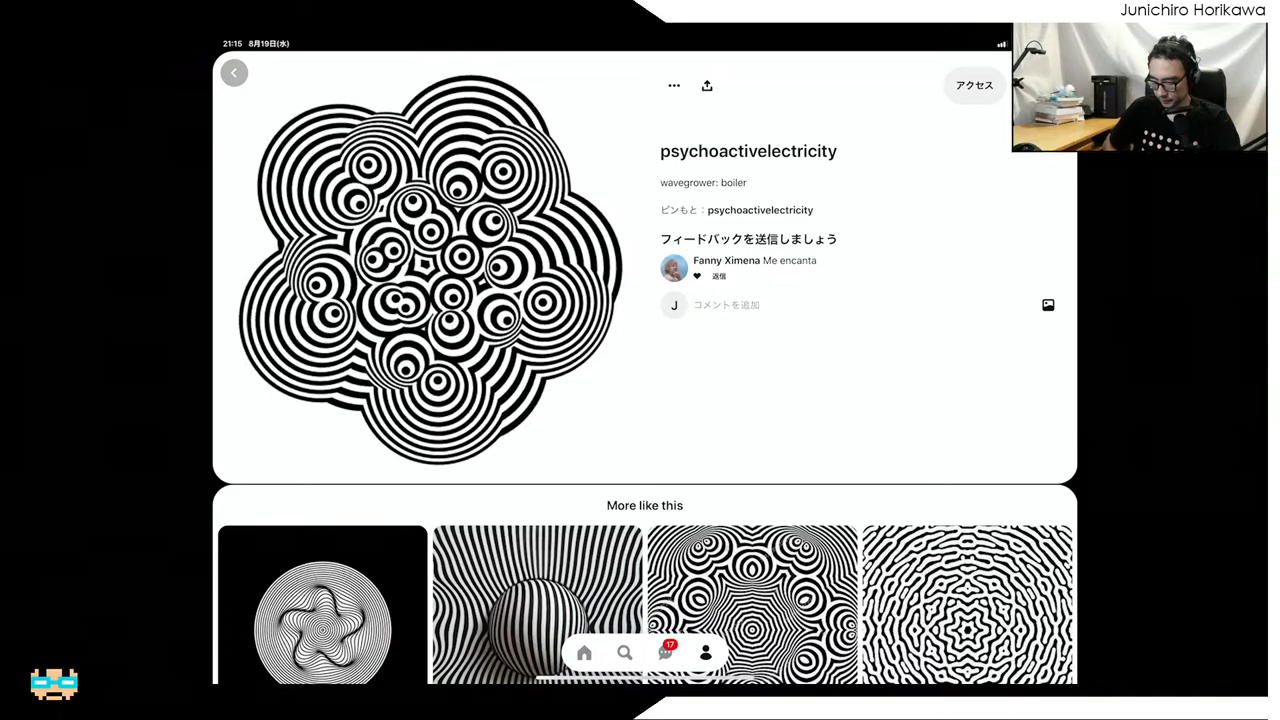 Junichiro Horikawa
21:15 8月19日(水)
アクセス
psychoactivelectricity
wavegrower: boiler
ピンもと：psychoactivelectricity
フィードバックを送信しましょう
Fanny Ximena Me encanta
返信
J コメントを追加
More like this
17